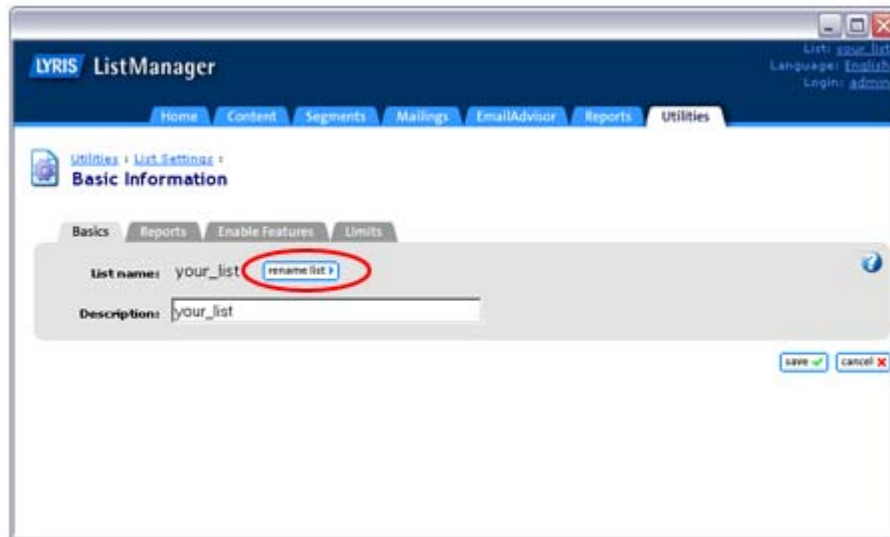 List: your_list
LYRIS ListManager
Language: English
Login: admin
Home Content Segments Mailings EmailAdvisor Reports Utilities
Utilities : List Settings :
Basic Information
Basics Reports Enable Features Limits
List name: your_list rename list
Description: your_list
save cancel